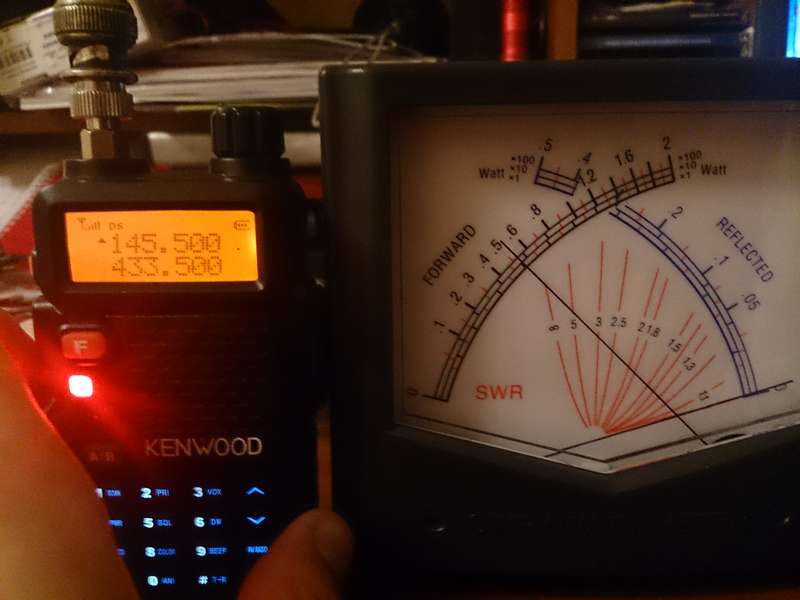 DS
145.500
433.500
F
A/B
KENWOOD
2 PRI
3 VOX
5 SQL
6 DW
8
9 BEEP
0 ANI
#
.5
.4
×100
×10
×1
Watt
1.2
1.6
2
×100
×10
×1
Watt
FORWARD
0
.1
.2
.3
.4
.5
.6
.8
REFLECTED
.2
.1
.05
0
∞
5
3
2.5
2
1.8
1.5
1.3
1.1
SWR